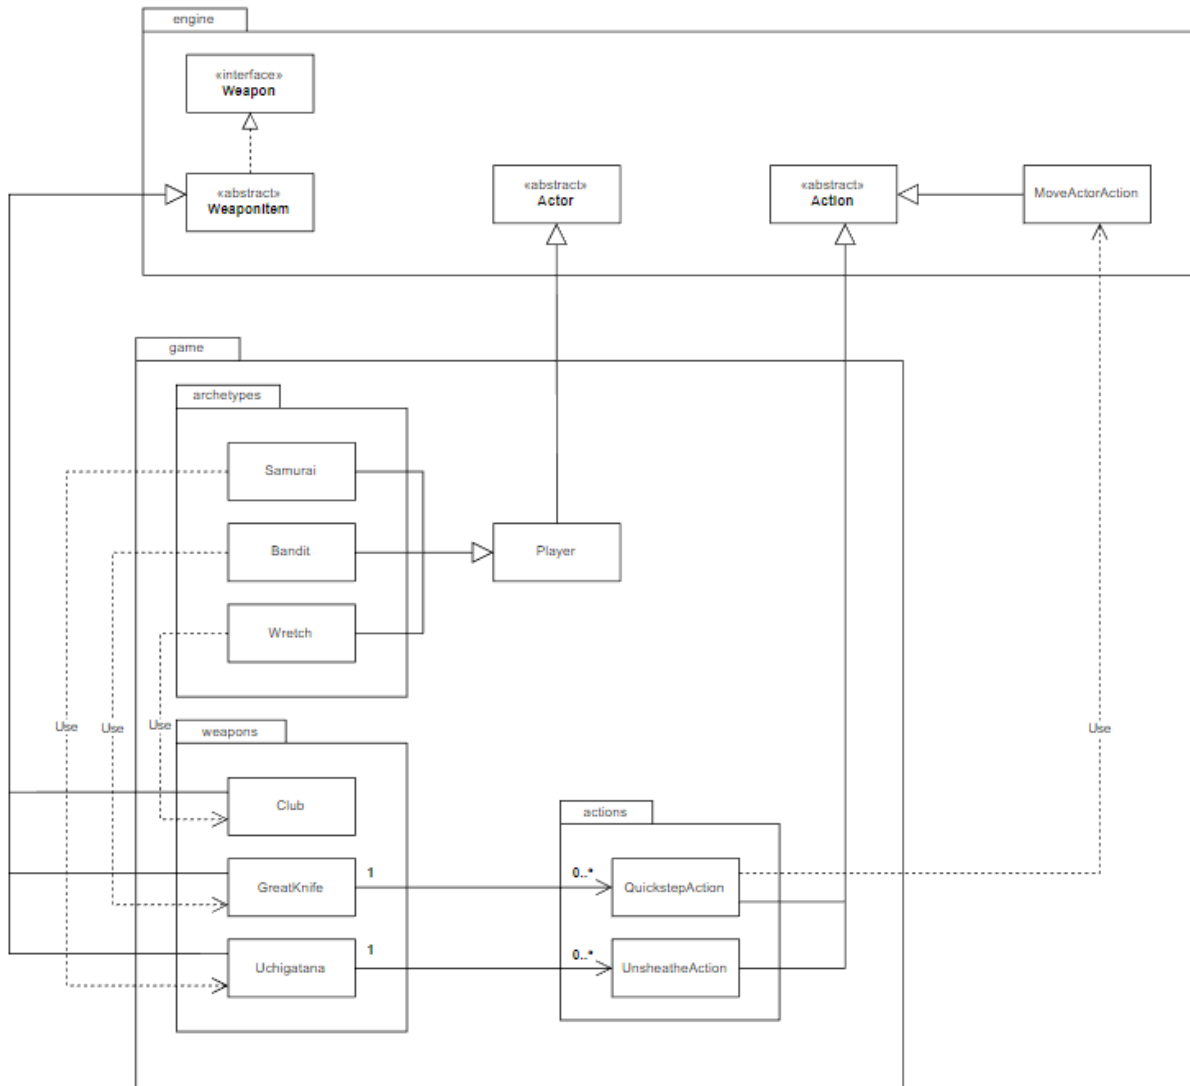 engine
«interface»
Weapon
«abstract»
WeaponItem
«abstract»
Actor
«abstract»
Action
MoveActorAction
game
archetypes
Samurai
Bandit
Player
Wretch
Use
Use
Use
Use
weapons
Club
actions
GreatKnife
1
0..*
QuickstepAction
Uchigatana
1
0..*
UnsheatheAction